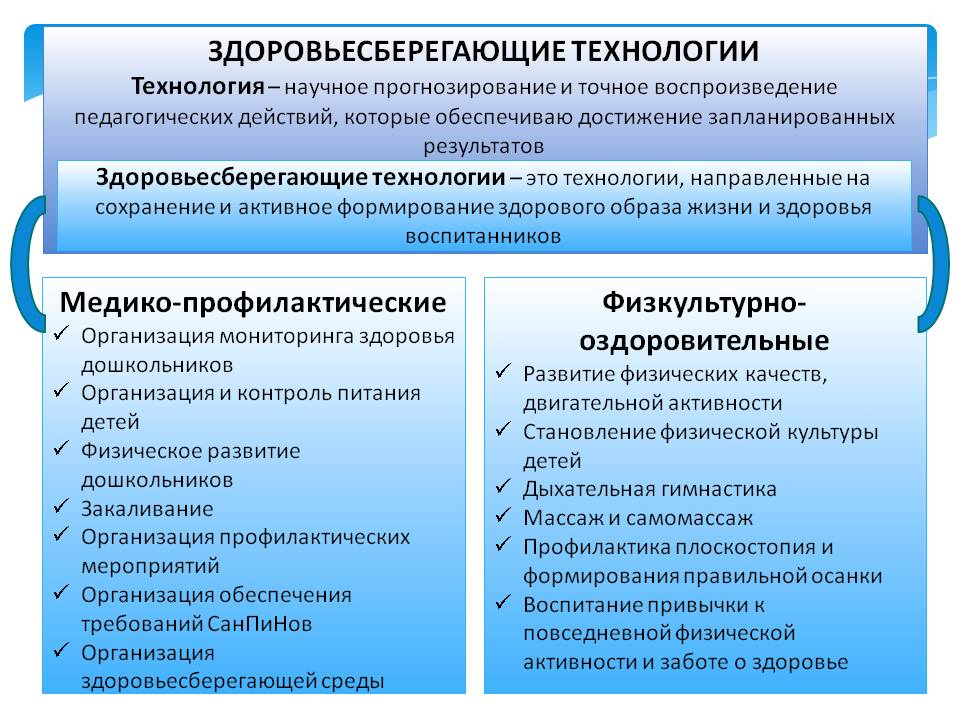 ЗДОРОВЬЕСБЕРЕГАЮЩИЕ ТЕХНОЛОГИИ
Технология – научное прогнозирование и точное воспроизведение
педагогических действий, которые обеспечиваю достижение запланированных
результатов
Здоровьесберегающие технологии – это технологии, направленные на
сохранение и активное формирование здорового образа жизни и здоровья
воспитанников
Медико-профилактические
✓ Организация мониторинга здоровья
дошкольников
✓ Организация и контроль питания
детей
✓ Физическое развитие
дошкольников
✓ Закаливание
✓ Организация профилактических
мероприятий
✓ Организация обеспечения
требований СанПиНов
✓ Организация
здоровьесберегающей среды
Физкультурно-
оздоровительные
✓ Развитие физических качеств,
двигательной активности
✓ Становление физической культуры
детей
✓ Дыхательная гимнастика
✓ Массаж и самомассаж
✓ Профилактика плоскостопия и
формирования правильной осанки
✓ Воспитание привычки к
повседневной физической
активности и заботе о здоровье